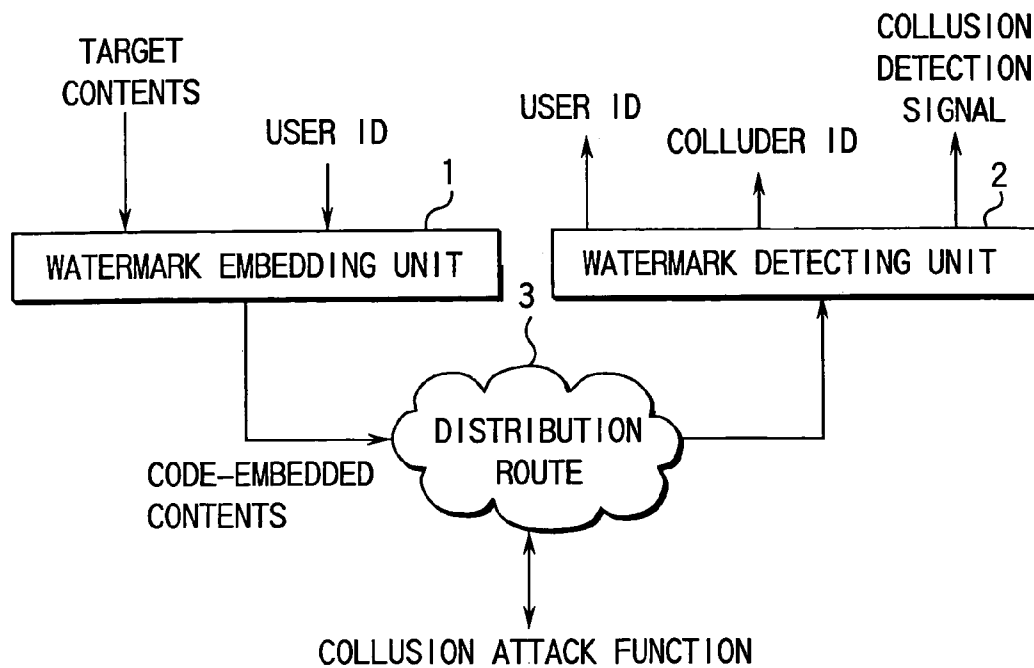 TARGET
CONTENTS
USER ID
1
WATERMARK EMBEDDING UNIT
USER ID
COLLUDER ID
COLLUSION
DETECTION
SIGNAL
2
WATERMARK DETECTING UNIT
3
DISTRIBUTION
ROUTE
CODE-EMBEDDED
CONTENTS
COLLUSION ATTACK FUNCTION